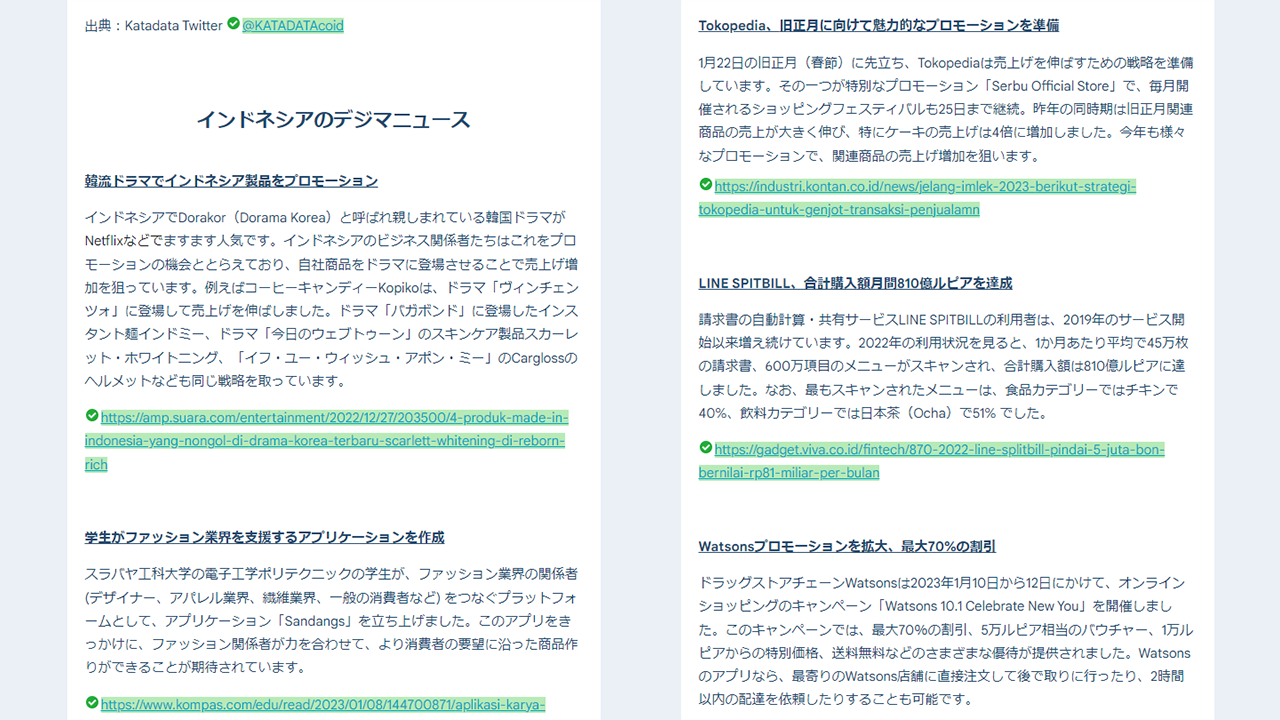 出典：Katadata Twitter @KATADATAcoid
インドネシアのデジマニュース
韓流ドラマでインドネシア製品をプロモーション
インドネシアでDorakor（Dorama Korea）と呼ばれ親しまれている韓国ドラマが
Netflixなどでますます人気です。インドネシアのビジネス関係者たちはこれをプロ
モーションの機会ととらえており、自社商品をドラマに登場させることで売上げ増
加を狙っています。例えばコーヒーキャンディーKopikoは、ドラマ「ヴィンチェン
ツォ」に登場して売上げを伸ばしました。ドラマ「バガボンド」に登場したインス
タント麺インドミー、ドラマ「今日のウェブトゥーン」のスキンケア製品スカーレ
ット・ホワイトニング、「イフ・ユー・ウィッシュ・アポン・ミー」のCarglossの
ヘルメットなども同じ戦略を取っています。
https://amp.suara.com/entertainment/2022/12/27/203500/4-produk-made-in-
indonesia-yang-nongol-di-drama-korea-terbaru-scarlett-whitening-di-reborn-
rich
学生がファッション業界を支援するアプリケーションを作成
スラバヤ工科大学の電子工学ポリテクニックの学生が、ファッション業界の関係者
(デザイナー、アパレル業界、繊維業界、一般の消費者など) をつなぐプラットフォ
ームとして、アプリケーション「Sandangs」を立ち上げました。このアプリをき
っかけに、ファッション関係者が力を合わせて、より消費者の要望に沿った商品作
りができることが期待されています。
https://www.kompas.com/edu/read/2023/01/08/144700871/aplikasi-karya-
Tokopedia、旧正月に向けて魅力的なプロモーションを準備
1月22日の旧正月（春節）に先立ち、Tokopediaは売上げを伸ばすための戦略を準備
しています。その一つが特別なプロモーション「Serbu Official Store」で、毎月開
催されるショッピングフェスティバルも25日まで継続。昨年の同時期は旧正月関連
商品の売上が大きく伸び、特にケーキの売上げは4倍に増加しました。今年も様々
なプロモーションで、関連商品の売上げ増加を狙います。
https://industri.kontan.co.id/news/jelang-imlek-2023-berikut-strategi-
tokopedia-untuk-genjot-transaksi-penjualamn
LINE SPITBILL、合計購入額月間810億ルピアを達成
請求書の自動計算・共有サービスLINE SPITBILLの利用者は、2019年のサービス開
始以来増え続けています。2022年の利用状況を見ると、1か月あたり平均で45万枚
の請求書、600万項目のメニューがスキャンされ、合計購入額は810億ルピアに達
しました。なお、最もスキャンされたメニューは、食品カテゴリーではチキンで
40%、飲料カテゴリーでは日本茶（Ocha）で51% でした。
https://gadget.viva.co.id/fintech/870-2022-line-splitbill-pindai-5-juta-bon-
bernilai-rp81-miliar-per-bulan
Watsonsプロモーションを拡大、最大70%の割引
ドラッグストアチェーンWatsonsは2023年1月10日から12日にかけて、オンライン
ショッピングのキャンペーン「Watsons 10.1 Celebrate New You」を開催しまし
た。このキャンペーンでは、最大70％の割引、5万ルピア相当のバウチャー、1万ル
ピアからの特別価格、送料無料などのさまざまな優待が提供されました。Watsons
のアプリなら、最寄りのWatsons店舗に直接注文して後で取りに行ったり、2時間
以内の配達を依頼したりすることも可能です。